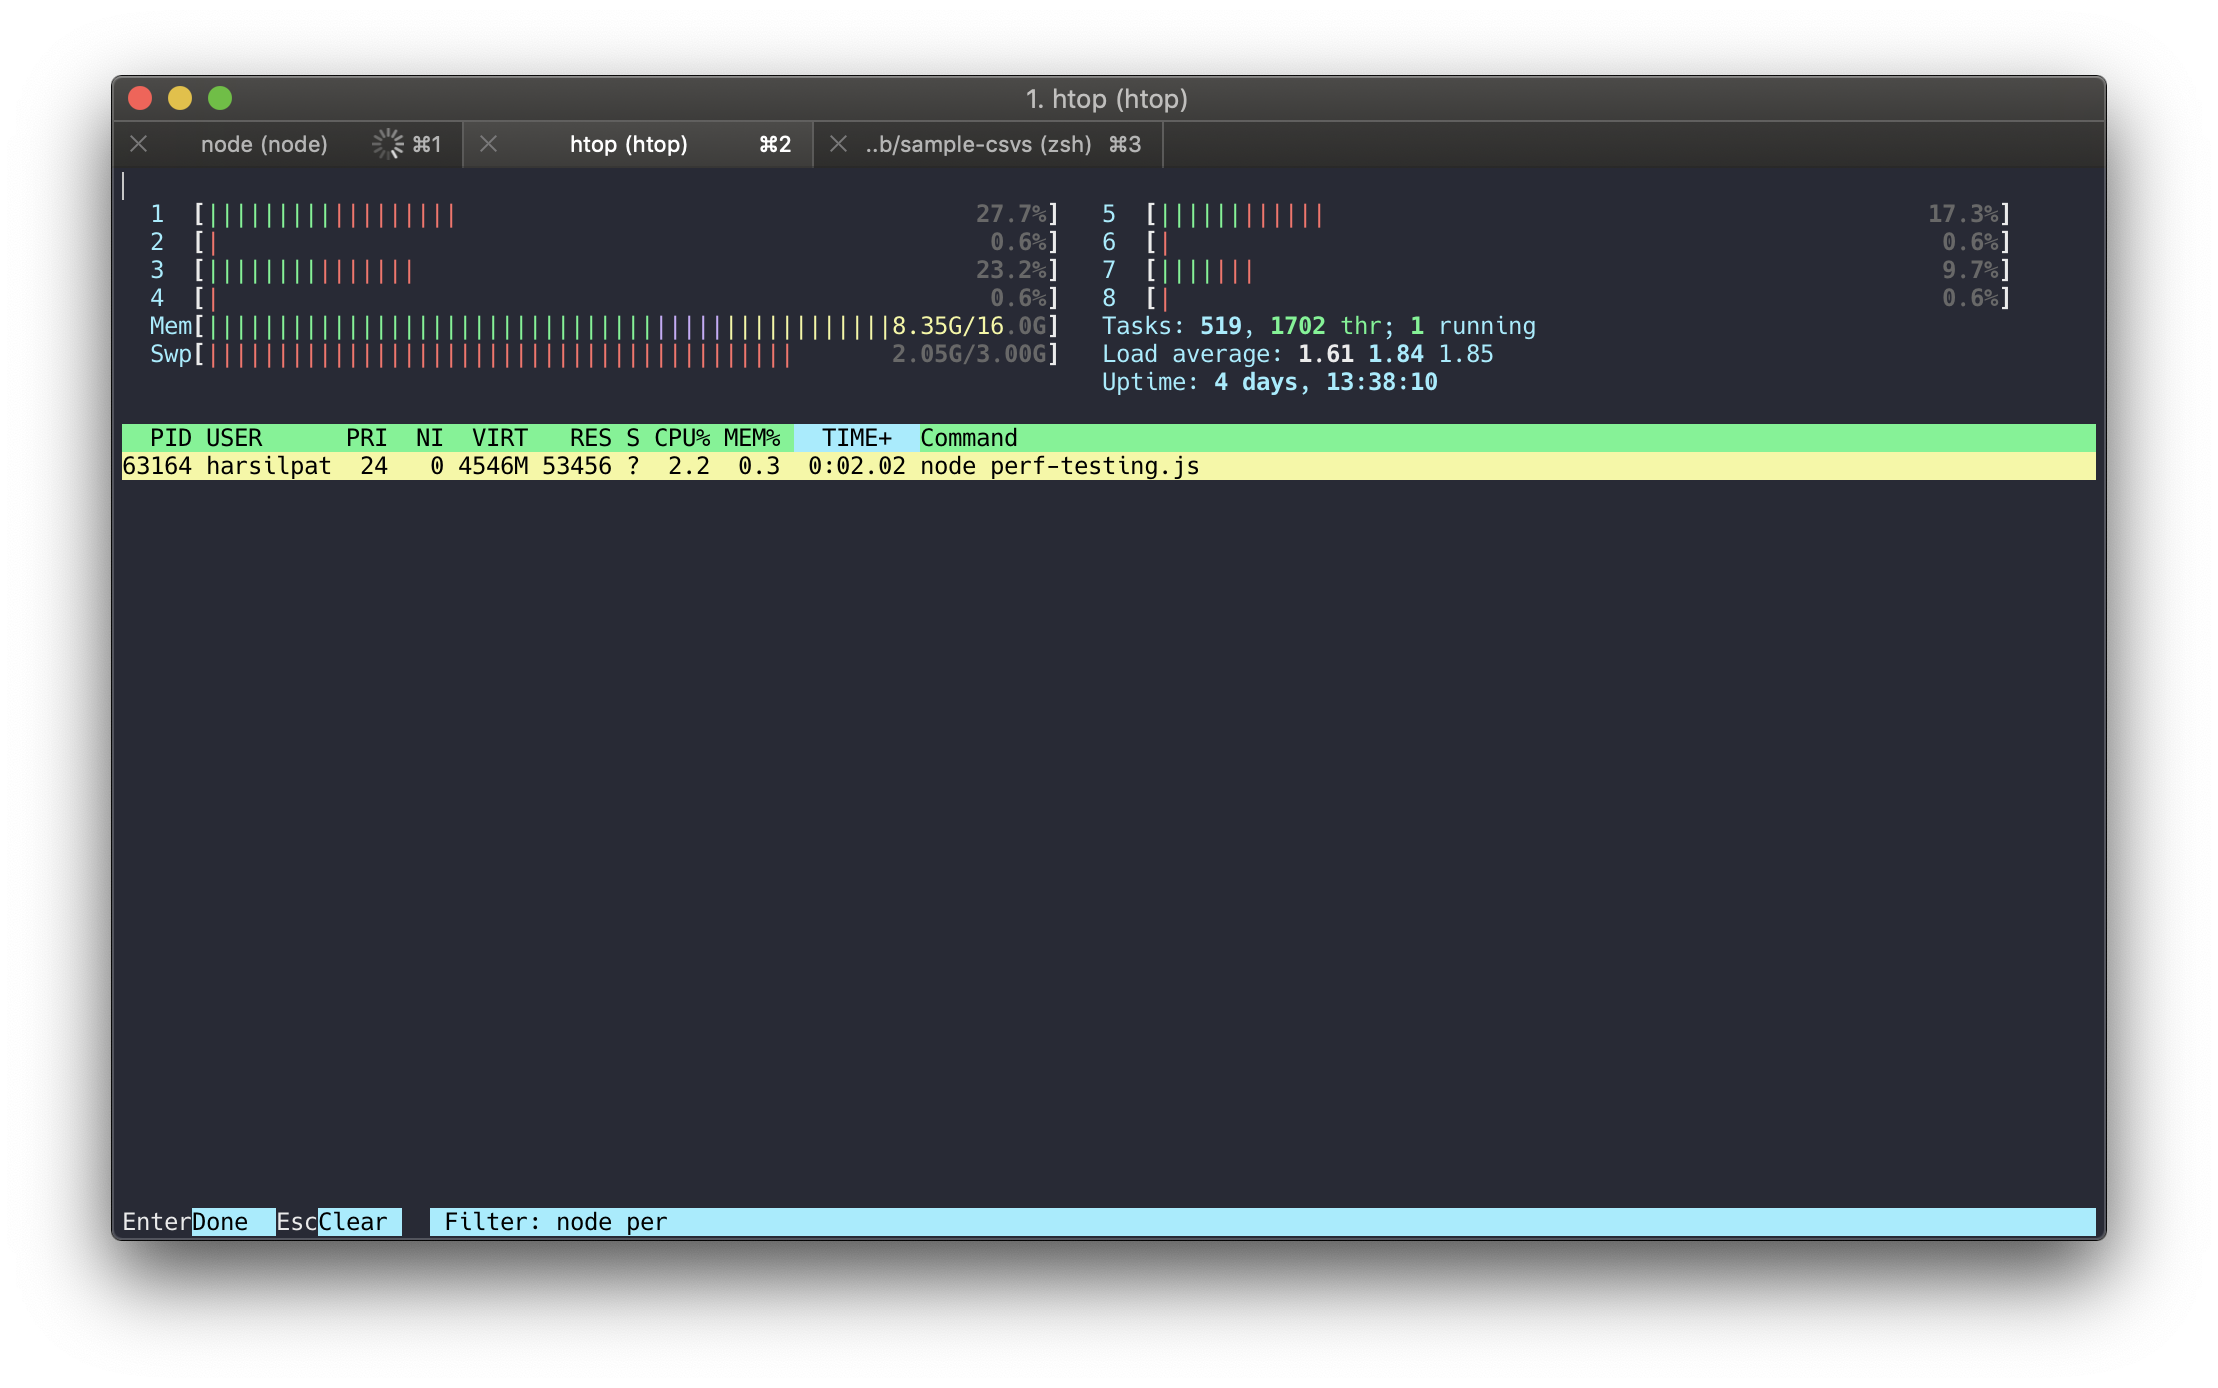 1. htop (htop)
node (node) ⌘1 htop (htop) ⌘2 ..b/sample-csvs (zsh) ⌘3
1 [|||||||||||||||||| 27.7%] 5 [|||||||||||| 17.3%]
2 [| 0.6%] 6 [| 0.6%]
3 [||||||||||||||| 23.2%] 7 [||||||| 9.7%]
4 [| 0.6%] 8 [| 0.6%]
Mem[|||||||||||||||||||||||||||||||||||||||||||||||||8.35G/16.0G] Tasks: 519, 1702 thr; 1 running
Swp[|||||||||||||||||||||||||||||||||||||||||| 2.05G/3.00G] Load average: 1.61 1.84 1.85
Uptime: 4 days, 13:38:10
PID USER PRI NI VIRT RES S CPU% MEM% TIME+ Command
63164 harsilpat 24 0 4546M 53456 ? 2.2 0.3 0:02.02 node perf-testing.js
EnterDone EscClear Filter: node per